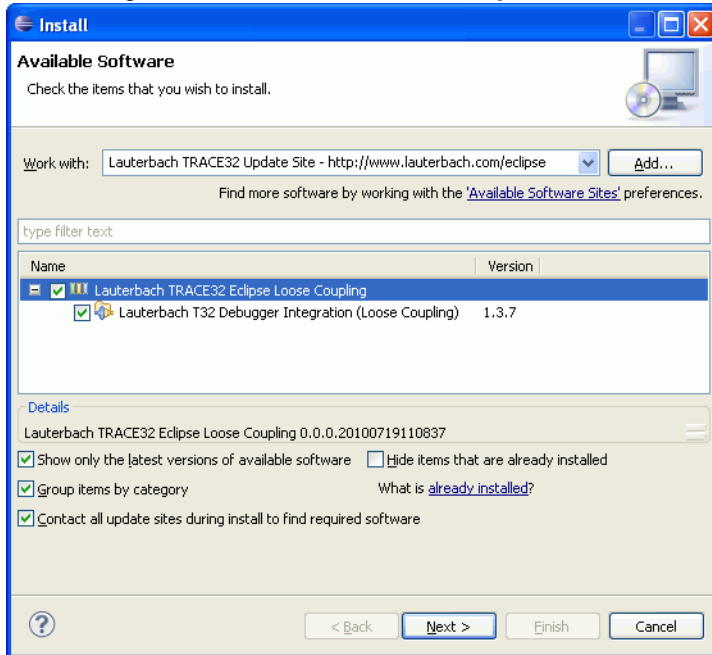 Install
Available Software
Check the items that you wish to install.
Work with: Lauterbach TRACE32 Update Site - http://www.lauterbach.com/eclipse Add...
Find more software by working with the 'Available Software Sites' preferences.
type filter text
Name Version
Lauterbach TRACE32 Eclipse Loose Coupling
Lauterbach T32 Debugger Integration (Loose Coupling) 1.3.7
Details
Lauterbach TRACE32 Eclipse Loose Coupling 0.0.0.20100719110837
Show only the latest versions of available software Hide items that are already installed
Group items by category What is already installed?
Contact all update sites during install to find required software
? < Back Next > Finish Cancel